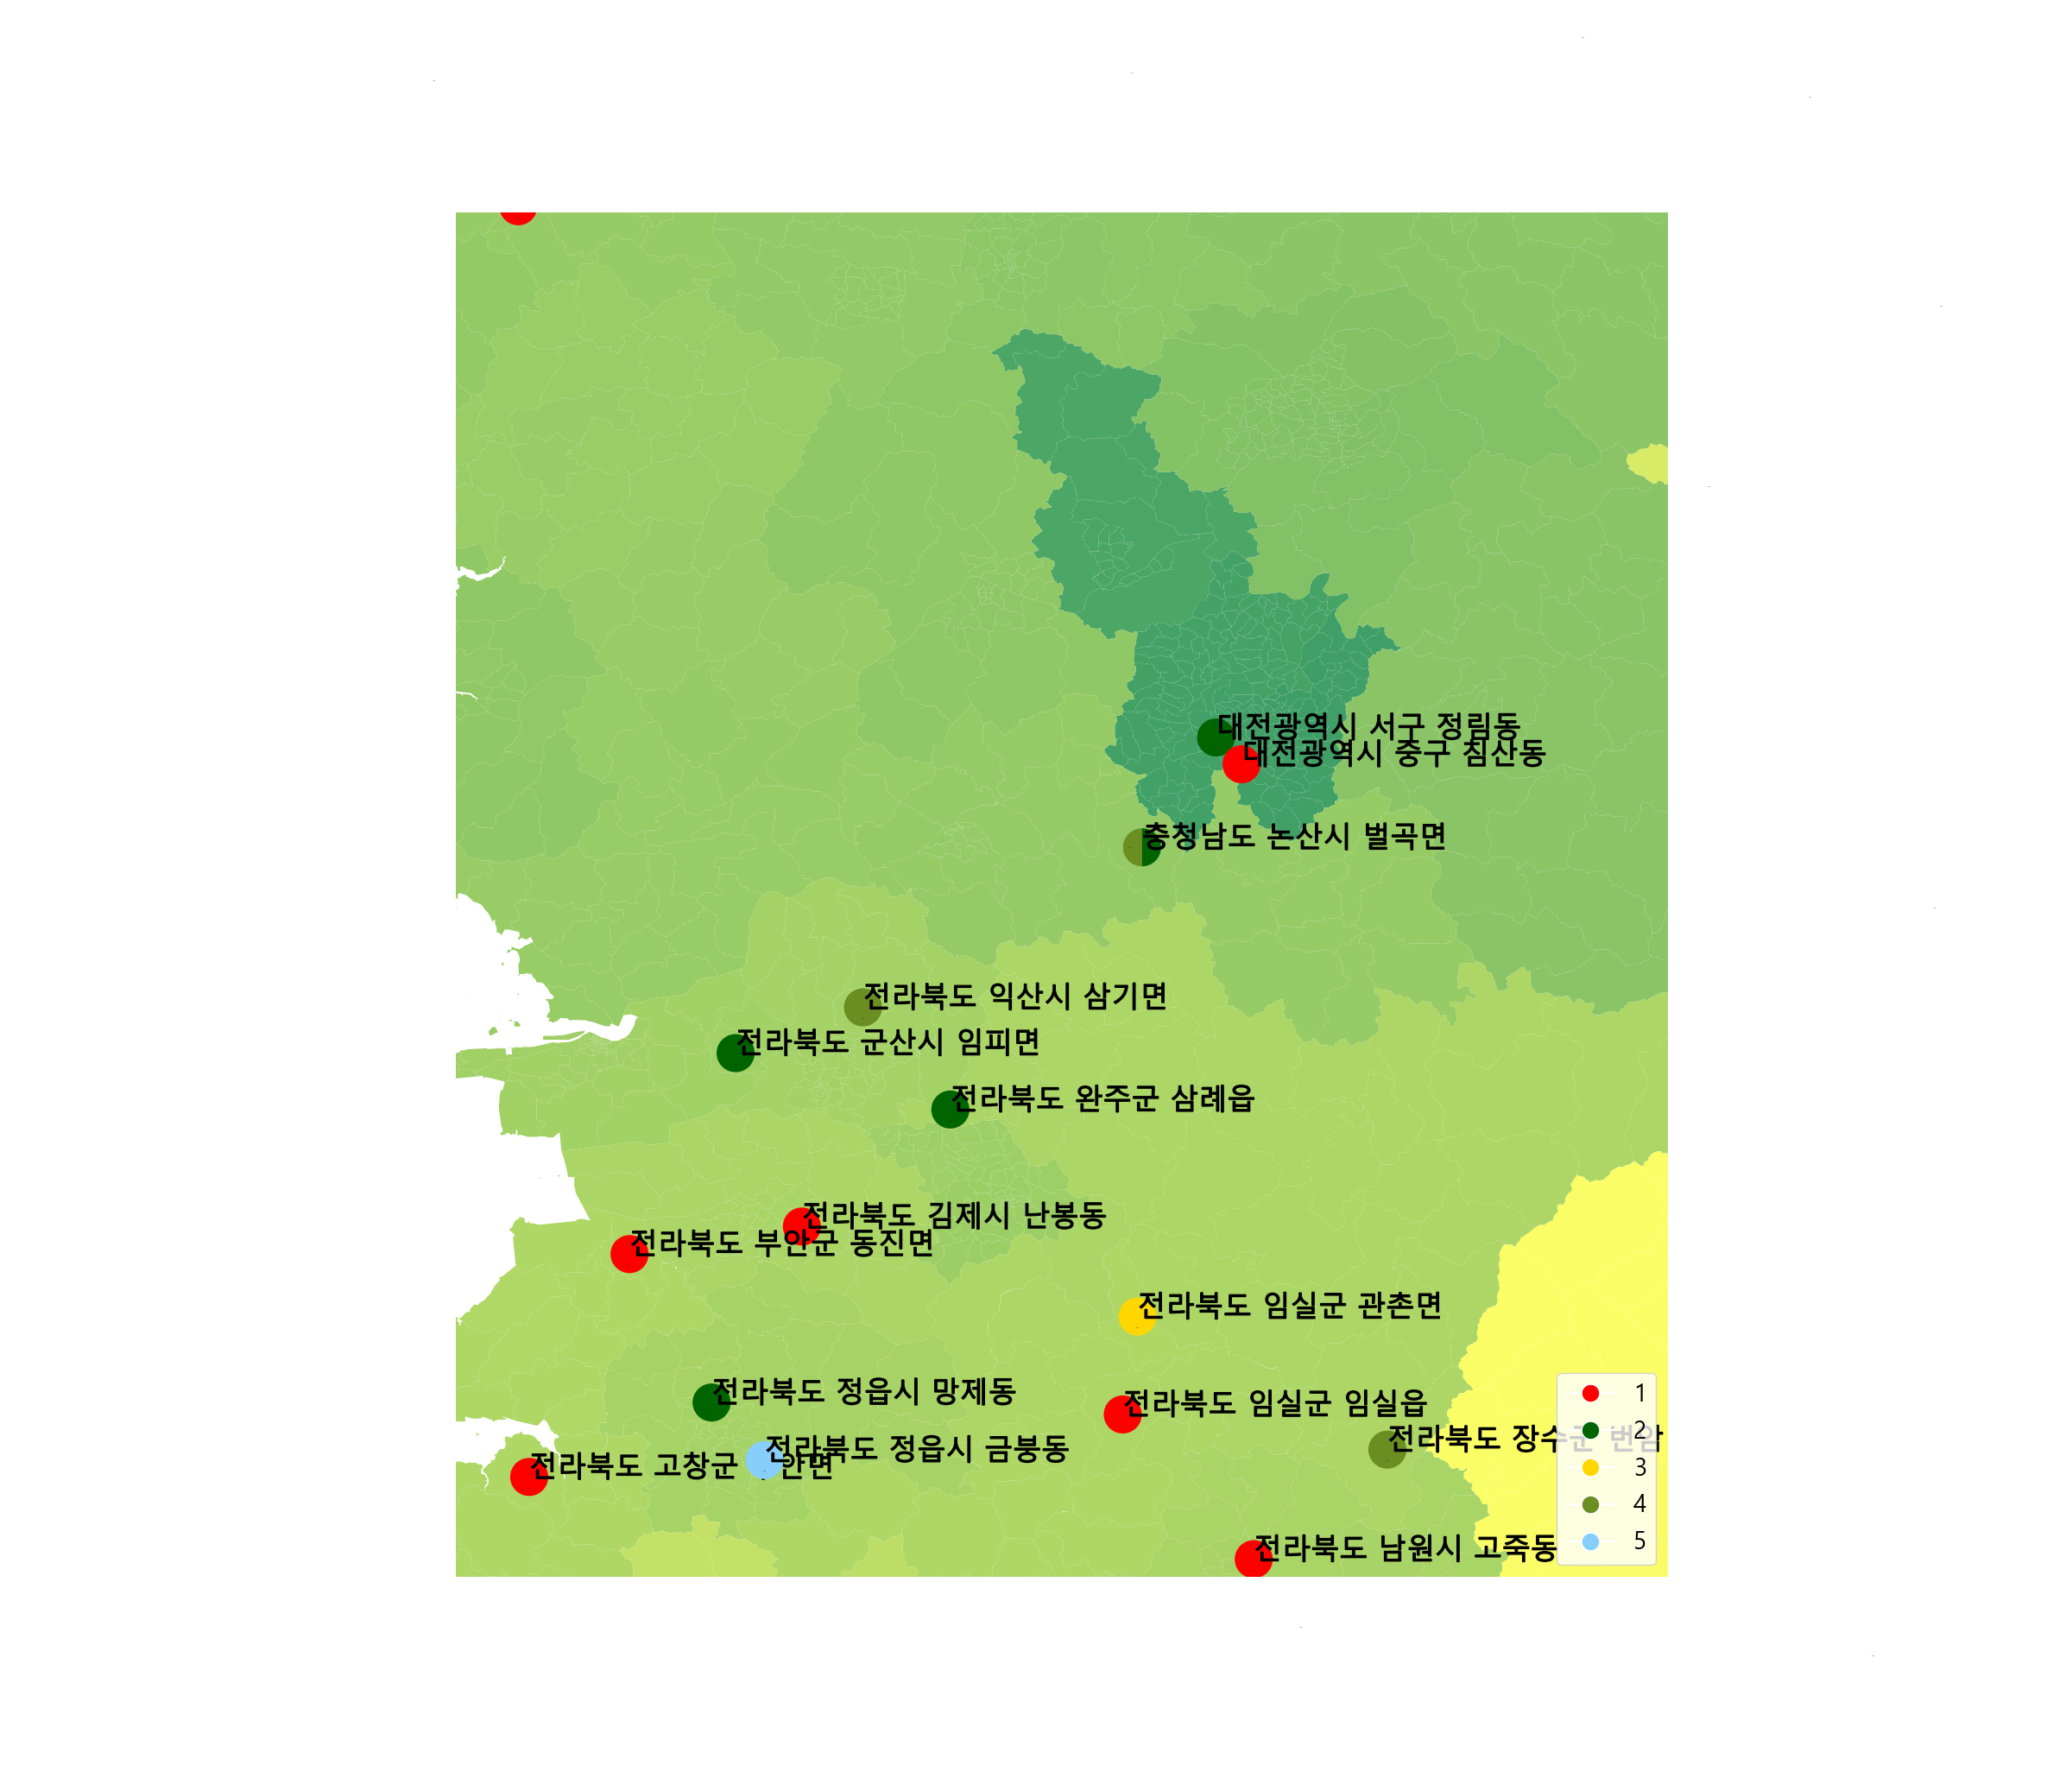 대전광역시 서구 정림동
대전광역시 중구 침산동
충청남도 논산시 벌곡면
전라북도 익산시 삼기면
전라북도 군산시 임피면
전라북도 완주군 삼례읍
전라북도 김제시 난봉동
전라북도 부안군 동진면
전라북도 임실군 관촌면
전라북도 정읍시 망제동
전라북도 임실군 임실읍
전라북도 장수군 번암
전라북도 정읍시 금붕동
전라북도 고창군
전라북도 남원시 고죽동
1
2
3
4
5